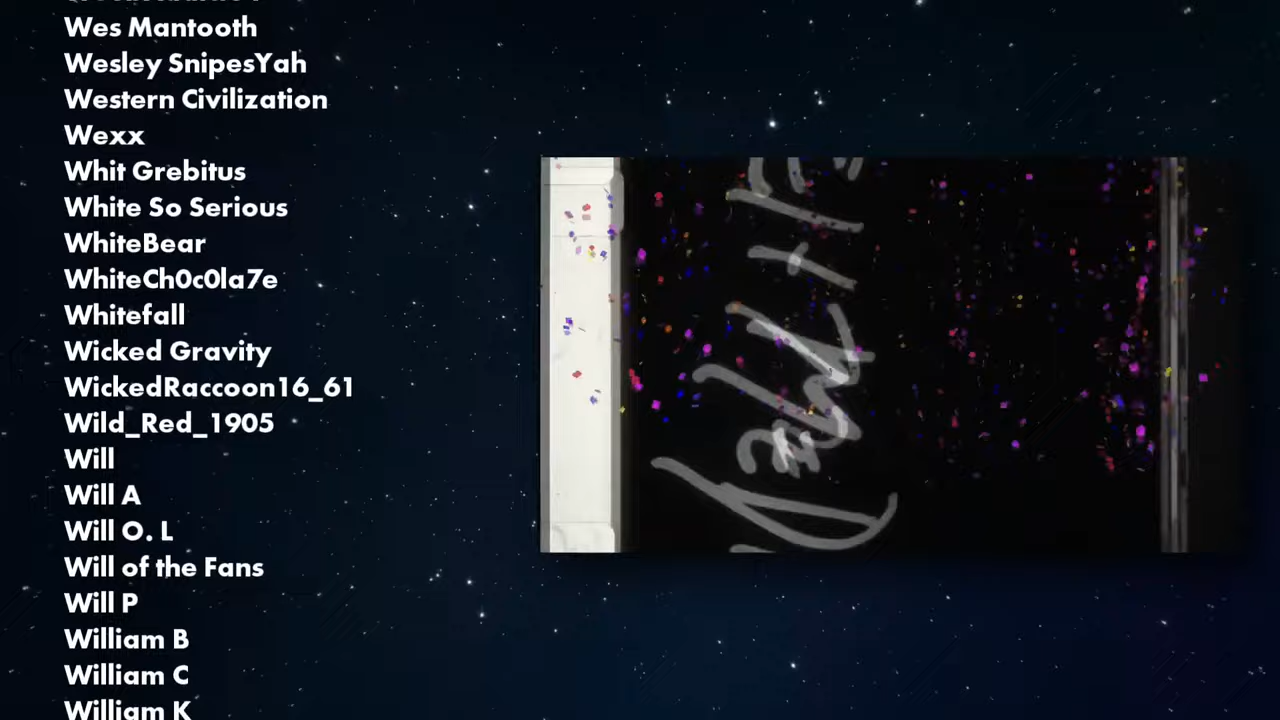 Wes Mantooth
Wesley SnipesYah
Western Civilization
Wexx
Whit Grebitus
White So Serious
WhiteBear
WhiteCh0c0la7e
Whitefall
Wicked Gravity
WickedRaccoon16_61
Wild_Red_1905
Will
Will A
Will O. L
Will of the Fans
Will P
William B
William C
William K